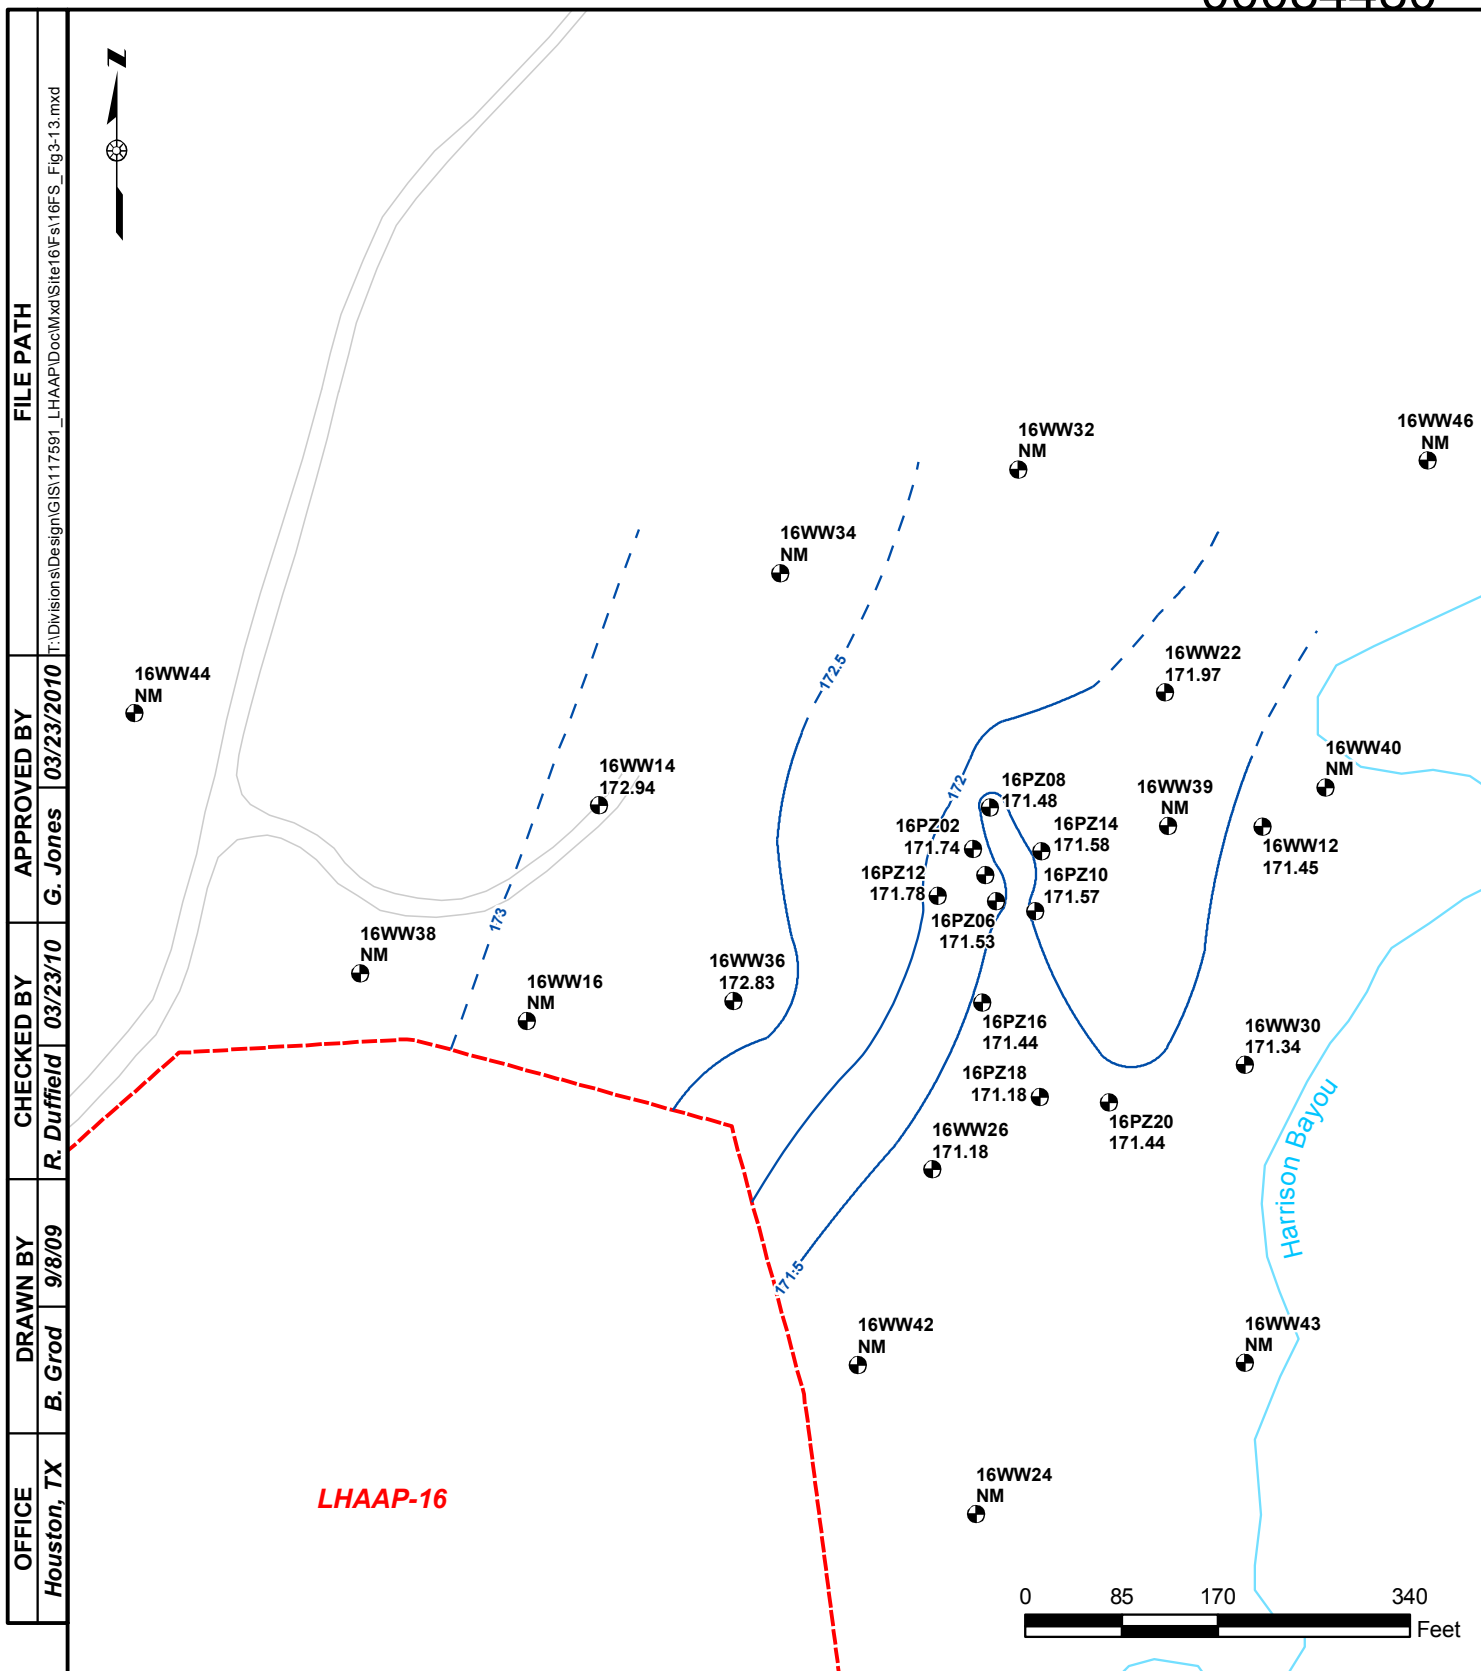 FILE PATH
T:\Divisions\Design\GIS\117591_LHAAP\Doc\Mxd\Site16\Fs\16FS_Fig3-13.mxd
APPROVED BY
G. Jones 03/23/2010
CHECKED BY
R. Duffield 03/23/10
DRAWN BY
B. Grod 9/8/09
OFFICE
Houston, TX
N
16WW32
NM
16WW46
NM
16WW34
NM
172.5
16WW22
171.97
16WW44
NM
16WW40
NM
16WW14
172.94
172
16PZ08
171.48
16WW39
NM
16PZ02
171.74
16PZ14
171.58
16WW12
171.45
16PZ12
171.78
16PZ10
171.57
173
16PZ06
171.53
16WW38
NM
16WW36
172.83
16WW16
NM
16PZ16
171.44
16WW30
171.34
16PZ18
171.18
16PZ20
171.44
16WW26
171.18
Harrison Bayou
171.5
16WW42
NM
16WW43
NM
16WW24
NM
LHAAP-16
0 85 170 340
Feet